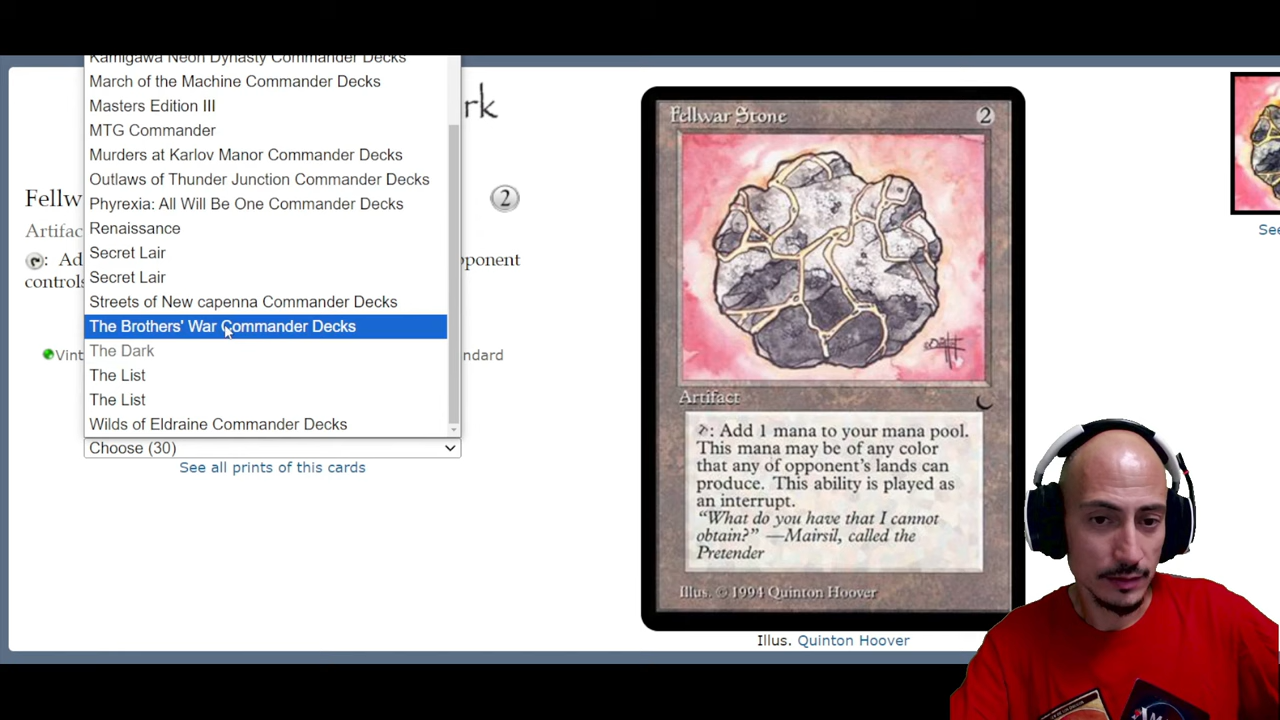 Kamigawa Neon Dynasty Commander Decks
March of the Machine Commander Decks
Masters Edition III
MTG Commander
Murders at Karlov Manor Commander Decks
Outlaws of Thunder Junction Commander Decks
Phyrexia: All Will Be One Commander Decks
Renaissance
Secret Lair
Secret Lair
Streets of New capenna Commander Decks
The Brothers' War Commander Decks
The Dark
The List
The List
Wilds of Eldraine Commander Decks
Choose (30)
See all prints of this cards
rk
Fellw
2
Artifac
: Ad
pponent
controls
Vint
ndard
Fellwar Stone
2
Artifact
: Add 1 mana to your mana pool.
This mana may be of any color
that any of opponent's lands can
produce. This ability is played as
an interrupt.
"What do you have that I cannot
obtain?" —Mairsil, called the
Pretender
Illus. © 1994 Quinton Hoover
Illus. Quinton Hoover
See